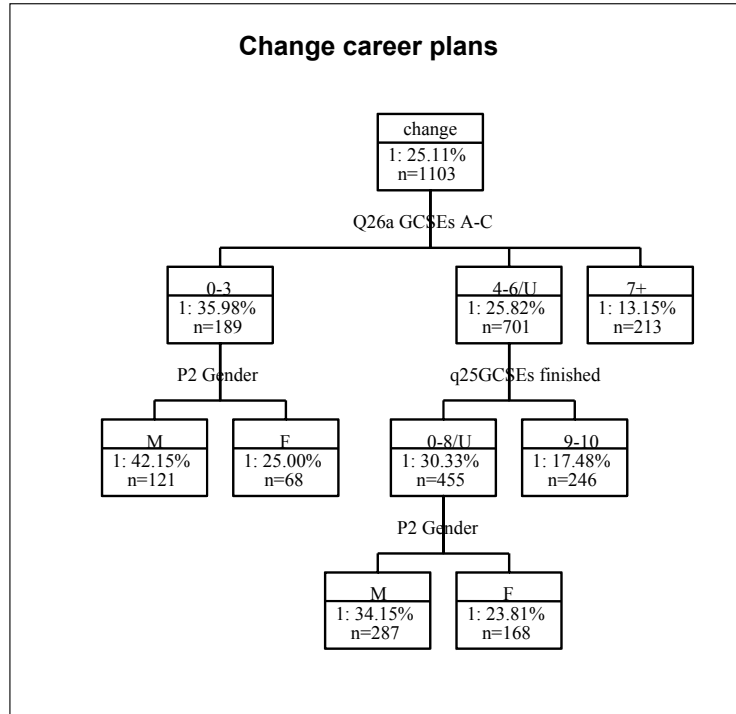 Change career plans
change
1: 25.11%
n=1103
Q26a GCSEs A-C
0-3
1: 35.98%
n=189
4-6/U
1: 25.82%
n=701
7+
1: 13.15%
n=213
P2 Gender
q25GCSEs finished
M
1: 42.15%
n=121
F
1: 25.00%
n=68
0-8/U
1: 30.33%
n=455
9-10
1: 17.48%
n=246
P2 Gender
M
1: 34.15%
n=287
F
1: 23.81%
n=168